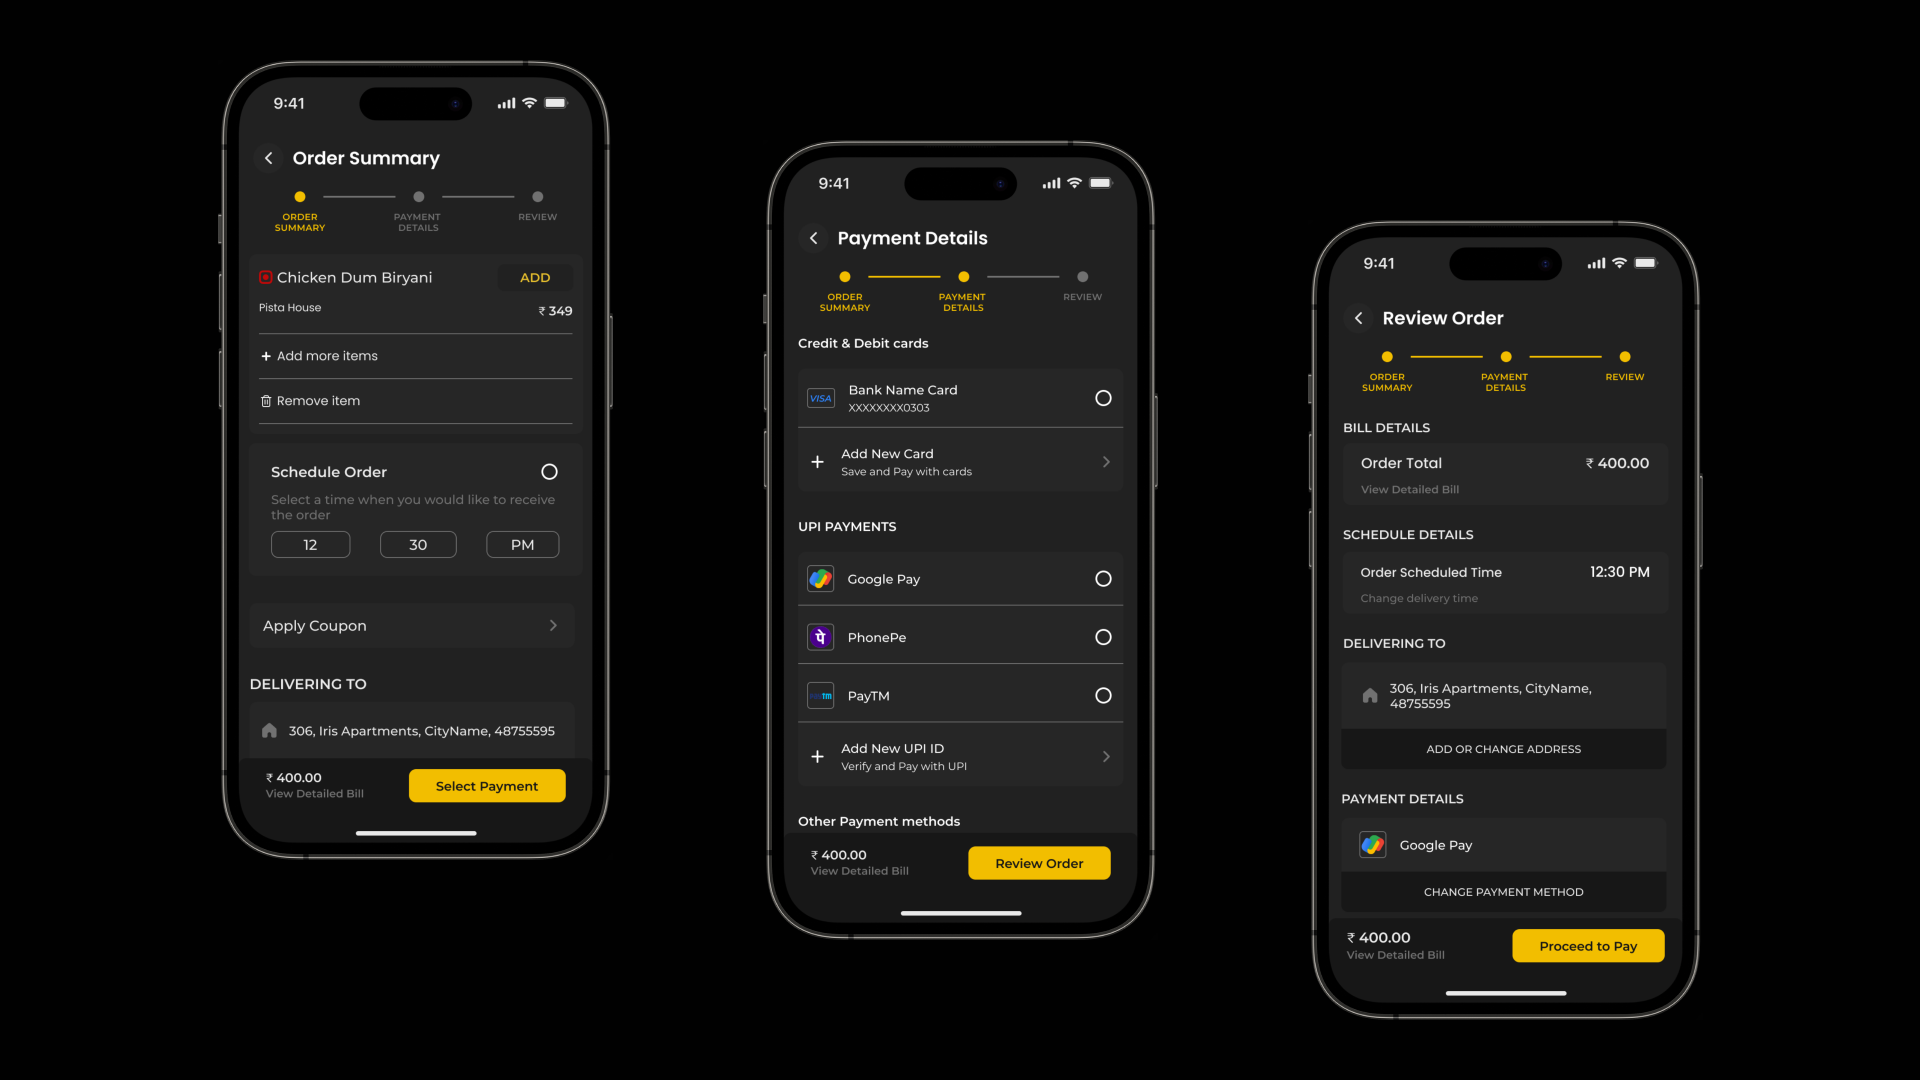 9:41
Order Summary
ORDER
SUMMARY
PAYMENT
DETAILS
REVIEW
Chicken Dum Biryani
ADD
Pista House
₹ 349
+ Add more items
Remove item
Schedule Order
Select a time when you would like to receive
the order
12
30
PM
Apply Coupon
DELIVERING TO
306, Iris Apartments, CityName, 48755595
₹ 400.00
View Detailed Bill
Select Payment
9:41
Payment Details
ORDER
SUMMARY
PAYMENT
DETAILS
REVIEW
Credit & Debit cards
VISA
Bank Name Card
XXXXXXXX0303
+ Add New Card
Save and Pay with cards
UPI PAYMENTS
Google Pay
पे
PhonePe
paytm
PayTM
+ Add New UPI ID
Verify and Pay with UPI
Other Payment methods
₹ 400.00
View Detailed Bill
Review Order
9:41
Review Order
ORDER
SUMMARY
PAYMENT
DETAILS
REVIEW
BILL DETAILS
Order Total
₹ 400.00
View Detailed Bill
SCHEDULE DETAILS
Order Scheduled Time
12:30 PM
Change delivery time
DELIVERING TO
306, Iris Apartments, CityName,
48755595
ADD OR CHANGE ADDRESS
PAYMENT DETAILS
Google Pay
CHANGE PAYMENT METHOD
₹ 400.00
View Detailed Bill
Proceed to Pay